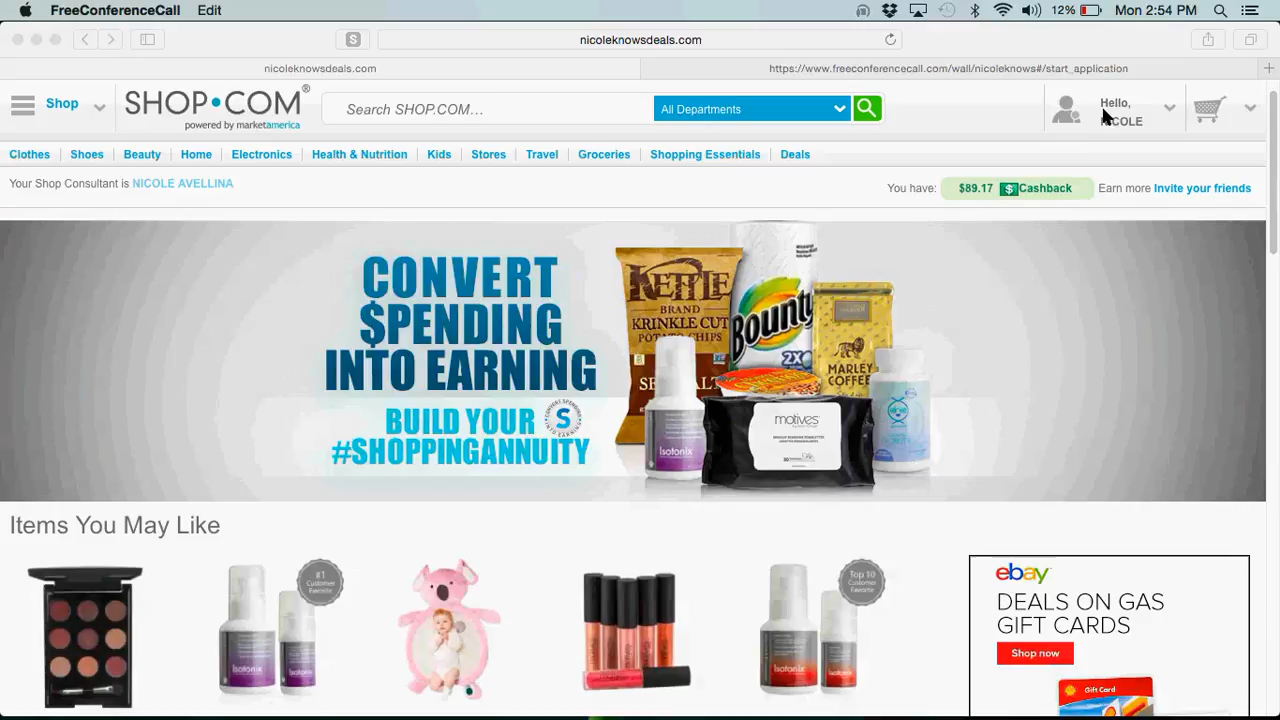 FreeConferenceCall Edit 12% Mon 2:54 PM
S nicoleknowsdeals.com
nicoleknowsdeals.com https://www.freeconferencecall.com/wall/nicoleknows#/start_application +
Shop
SHOP•COM®
powered by marketamerica
Search SHOP.COM...
All Departments
Hello,
NICOLE
Clothes Shoes Beauty Home Electronics Health & Nutrition Kids Stores Travel Groceries Shopping Essentials Deals
Your Shop Consultant is NICOLE AVELLINA
You have: $89.17 $ Cashback Earn more Invite your friends
CONVERT
$PENDING
INTO EARNING
BUILD YOUR S
#SHOPPINGANNUITY
KETTLE
BRAND
KRINKLE CUT
POTATO CHIPS
Bounty
2X
MARLEY
COFFEE
motives
Isotonix
Items You May Like
#1
Customer
Favorite
Isotonix
Top 10
Customer
Favorite
Isotonix
ebay
DEALS ON GAS
GIFT CARDS
Shop now
Gift Card